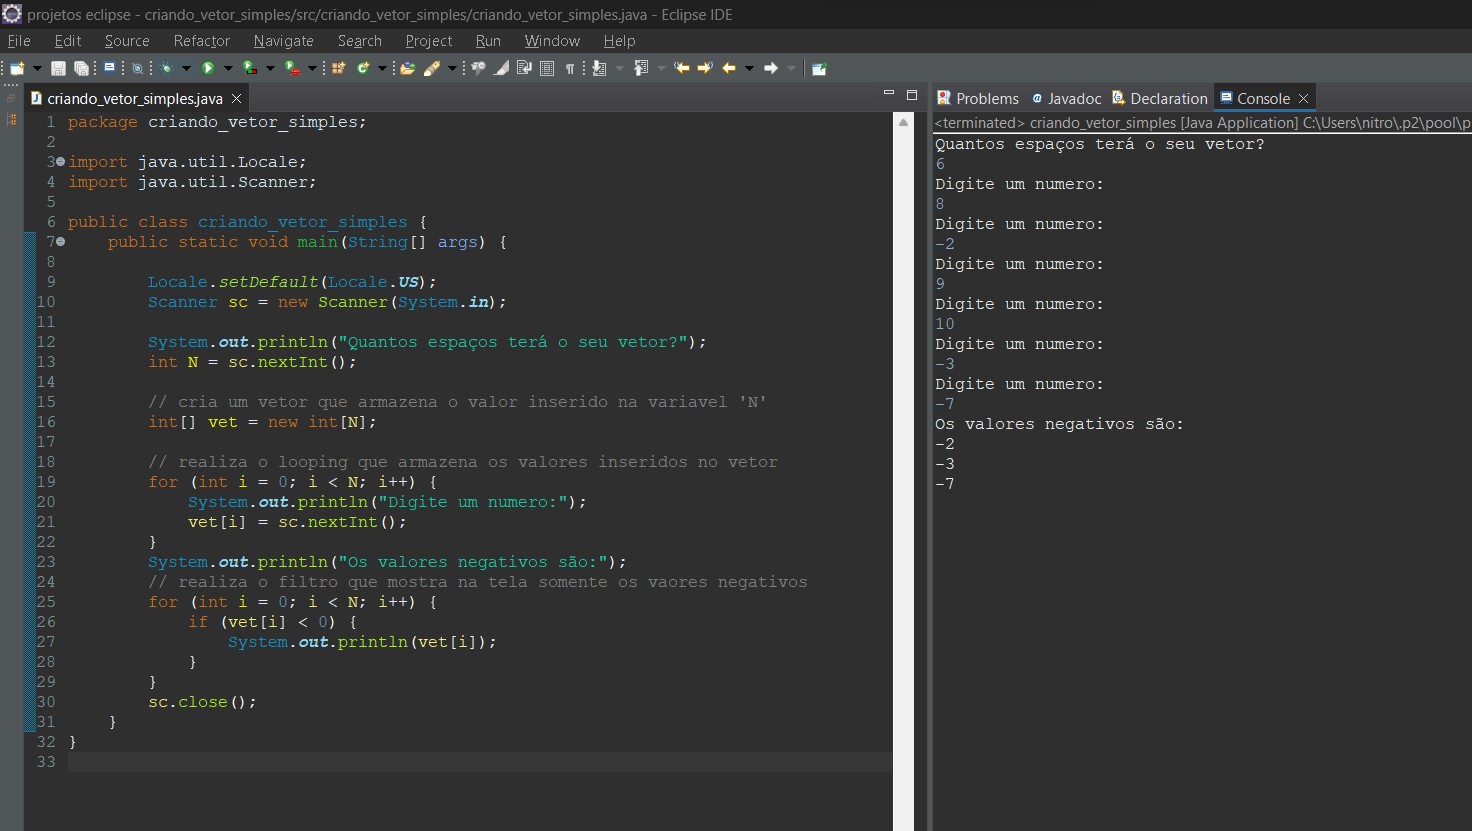 projetos eclipse - criando_vetor_simples/src/criando_vetor_simples/criando_vetor_simples.java - Eclipse IDE
File Edit Source Refactor Navigate Search Project Run Window Help
criando_vetor_simples.java
1 package criando_vetor_simples;
2
3 import java.util.Locale;
4 import java.util.Scanner;
5
6 public class criando_vetor_simples {
7 public static void main(String[] args) {
8
9 Locale.setDefault(Locale.US);
10 Scanner sc = new Scanner(System.in);
11
12 System.out.println("Quantos espaços terá o seu vetor?");
13 int N = sc.nextInt();
14
15 // cria um vetor que armazena o valor inserido na variavel 'N'
16 int[] vet = new int[N];
17
18 // realiza o looping que armazena os valores inseridos no vetor
19 for (int i = 0; i < N; i++) {
20 System.out.println("Digite um numero:");
21 vet[i] = sc.nextInt();
22 }
23 System.out.println("Os valores negativos são:");
24 // realiza o filtro que mostra na tela somente os vaores negativos
25 for (int i = 0; i < N; i++) {
26 if (vet[i] < 0) {
27 System.out.println(vet[i]);
28 }
29 }
30 sc.close();
31 }
32 }
33
Problems Javadoc Declaration Console
<terminated> criando_vetor_simples [Java Application] C:\Users\nitro\.p2\pool\p
Quantos espaços terá o seu vetor?
6
Digite um numero:
8
Digite um numero:
-2
Digite um numero:
9
Digite um numero:
10
Digite um numero:
-3
Digite um numero:
-7
Os valores negativos são:
-2
-3
-7